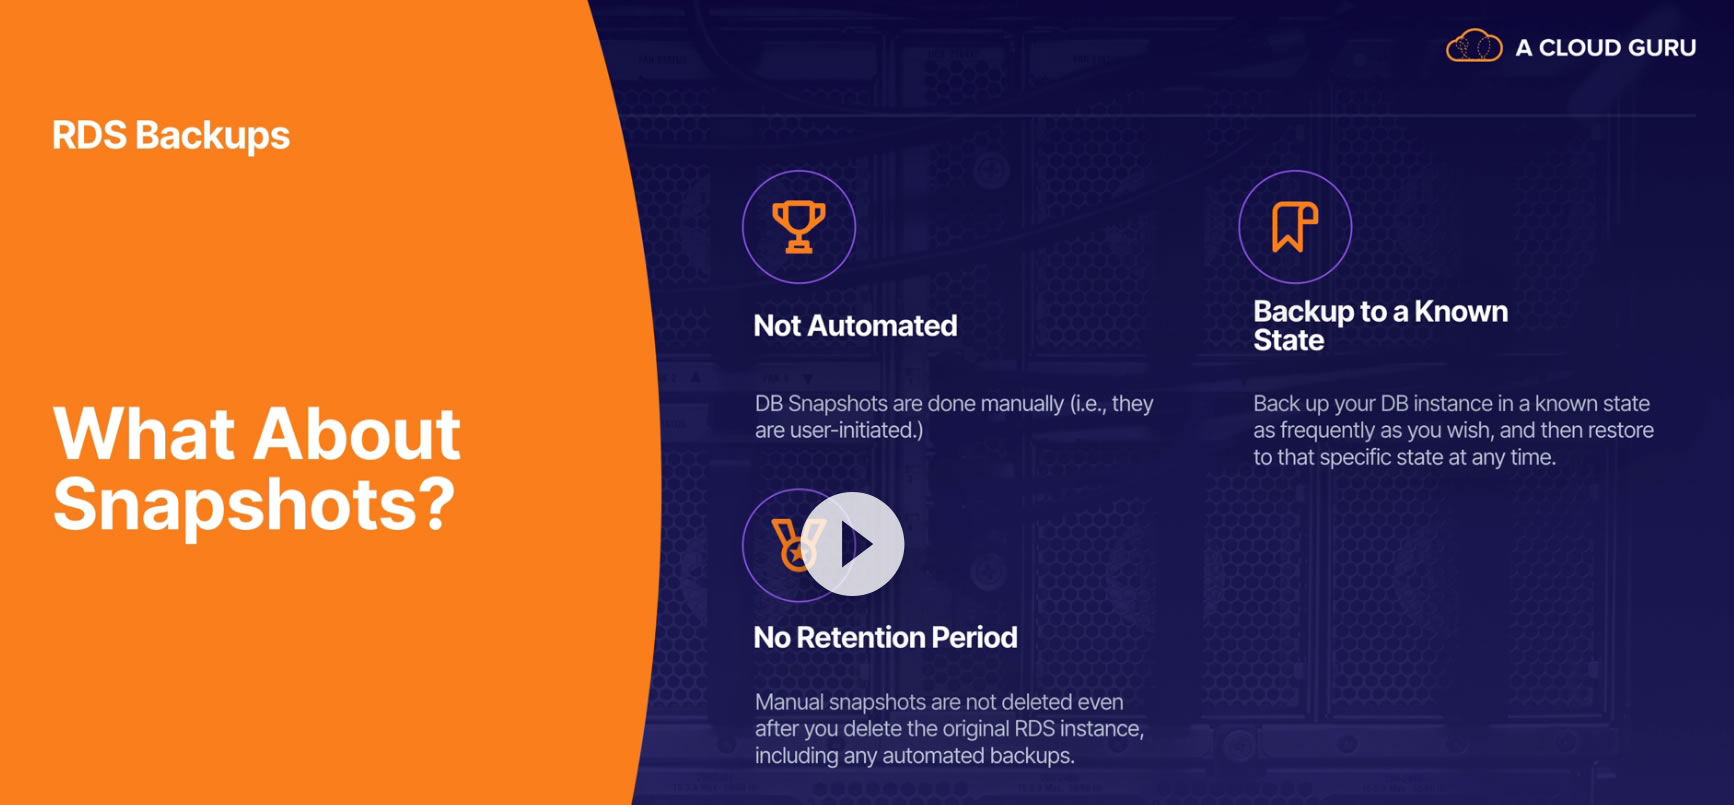 A CLOUD GURU
RDS Backups
What About
Snapshots?
Not Automated
DB Snapshots are done manually (i.e., they
are user-initiated.)
Backup to a Known
State
Back up your DB instance in a known state
as frequently as you wish, and then restore
to that specific state at any time.
No Retention Period
Manual snapshots are not deleted even
after you delete the original RDS instance,
including any automated backups.